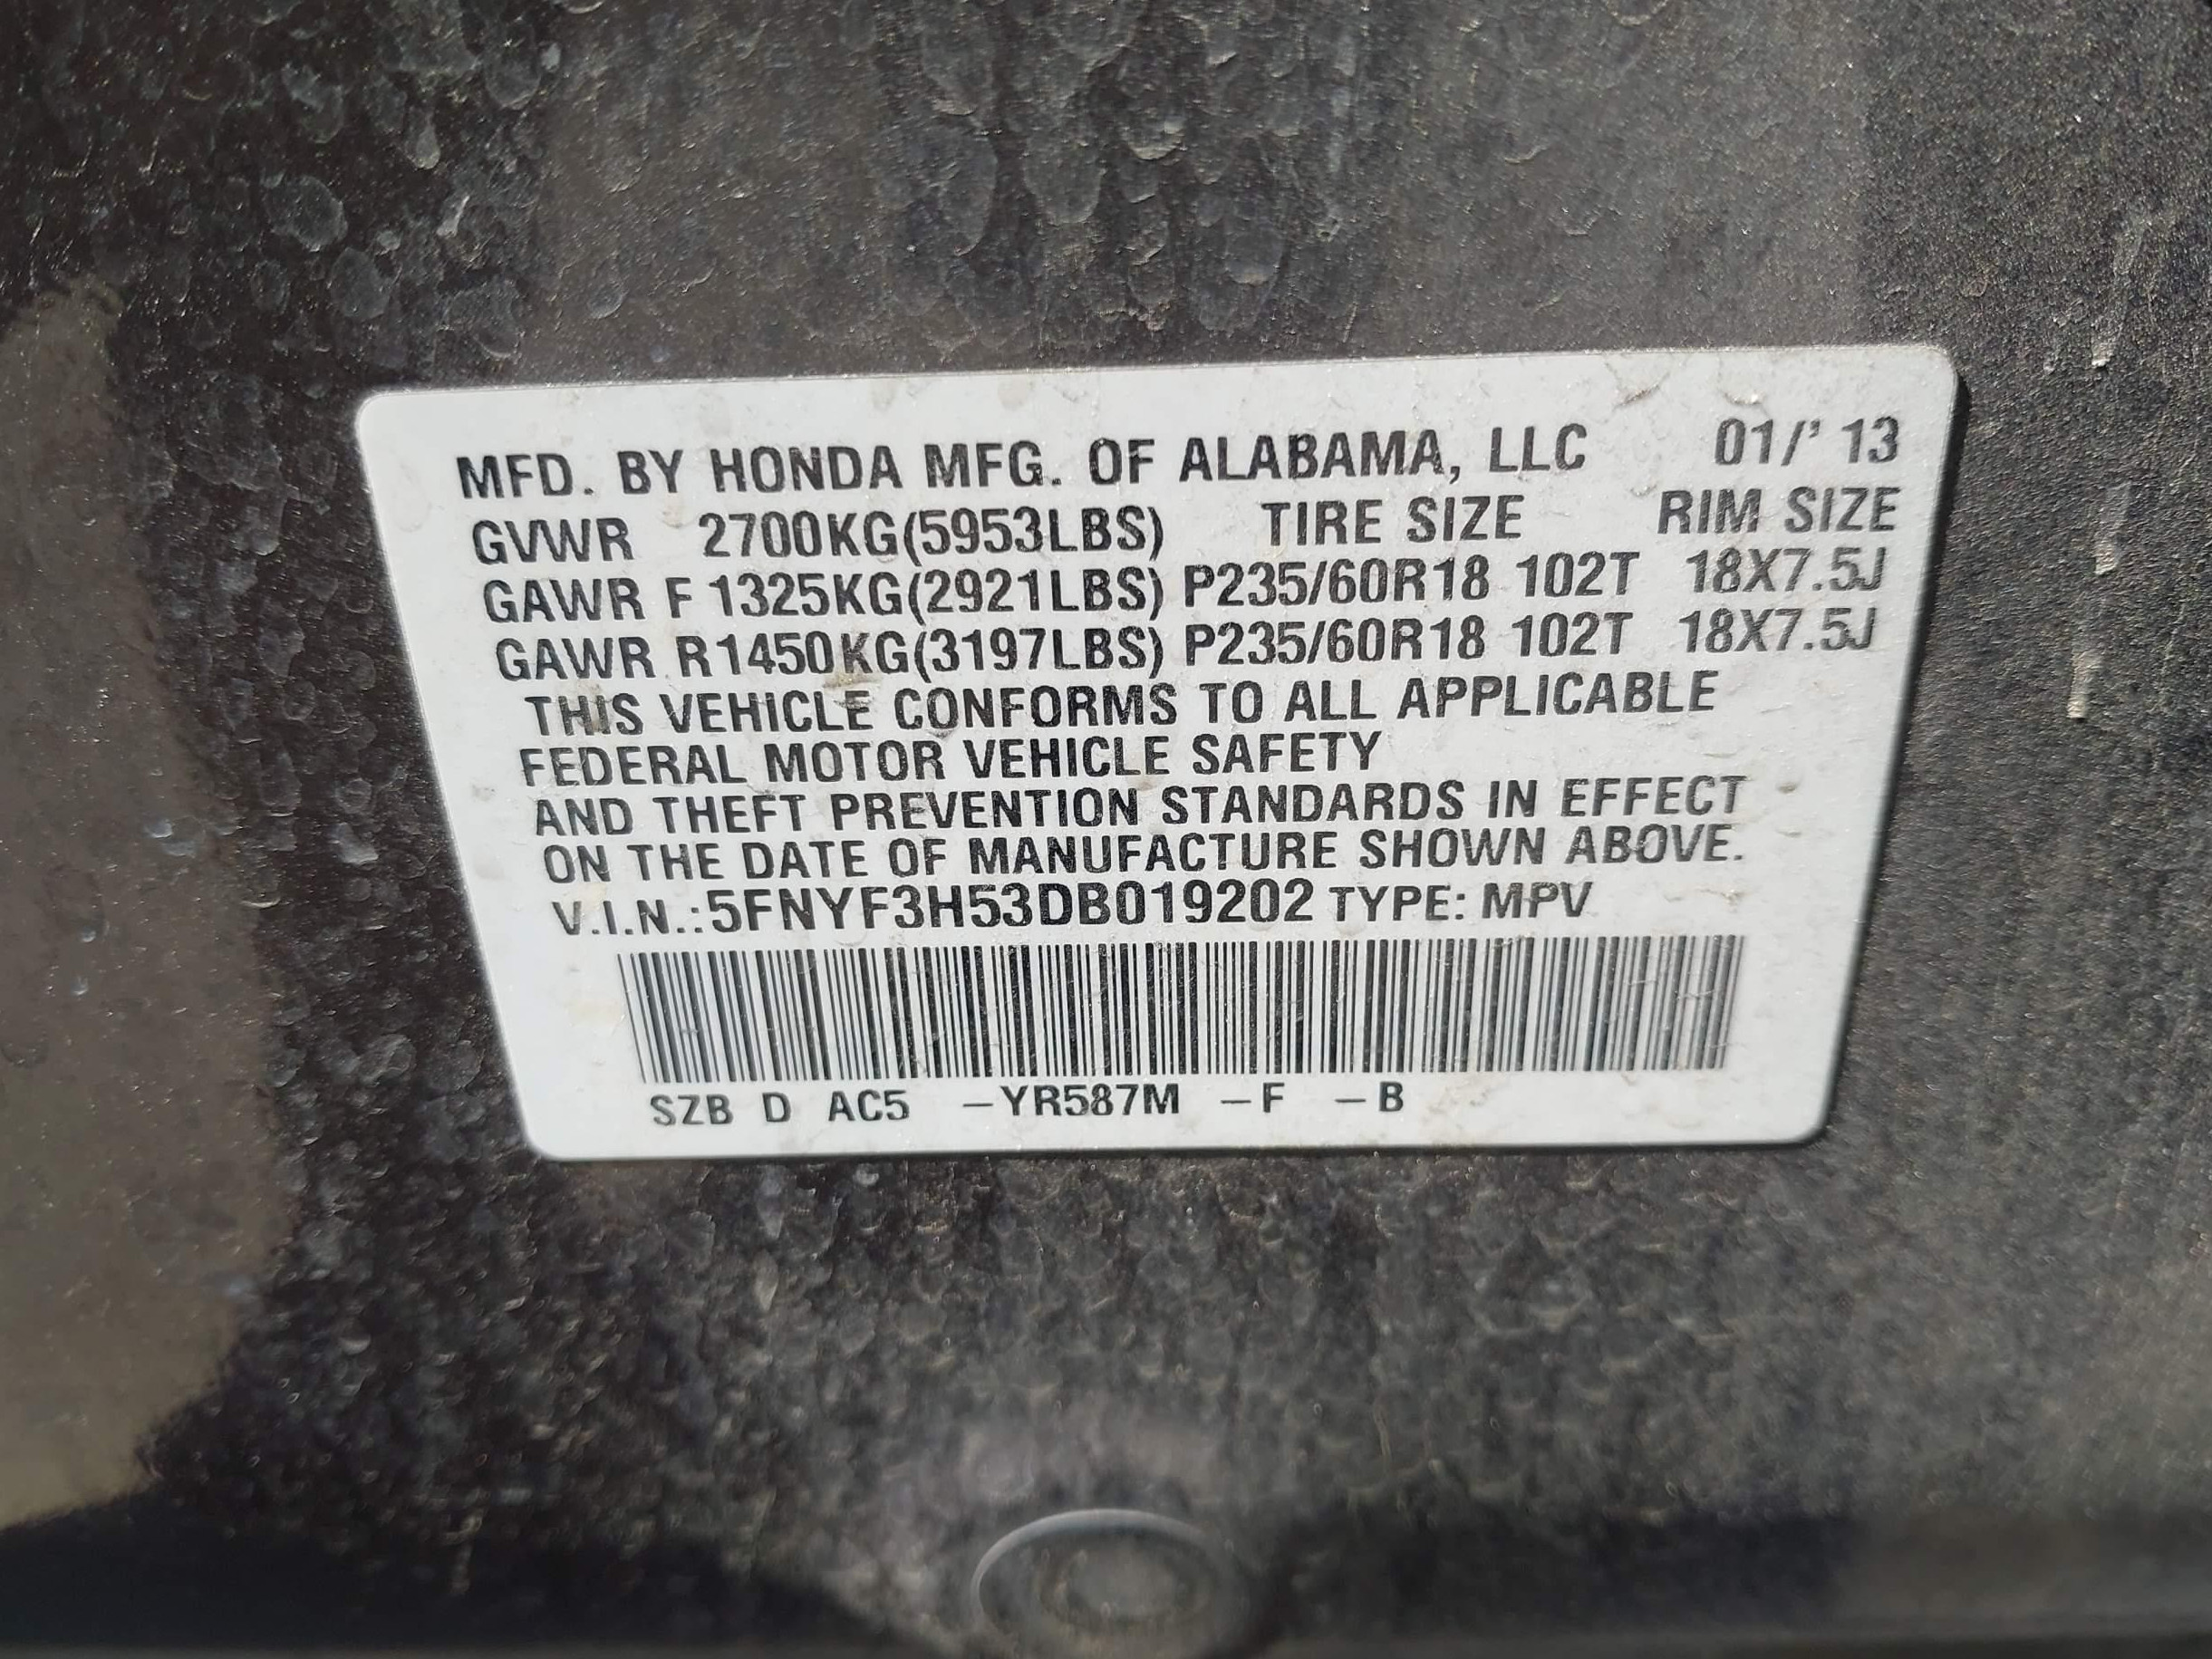 MFD. BY HONDA MFG. OF ALABAMA, LLC 01/' 13
GVWR 2700KG(5953LBS) TIRE SIZE RIM SIZE
GAWR F 1325KG(2921LBS) P235/60R18 102T 18X7.5J
GAWR R1450KG(3197LBS) P235/60R18 102T 18X7.5J
THIS VEHICLE CONFORMS TO ALL APPLICABLE
FEDERAL MOTOR VEHICLE SAFETY
AND THEFT PREVENTION STANDARDS IN EFFECT
ON THE DATE OF MANUFACTURE SHOWN ABOVE.
V.I.N.:5FNYF3H53DB019202 TYPE: MPV
SZB D AC5 –YR587M –F –B